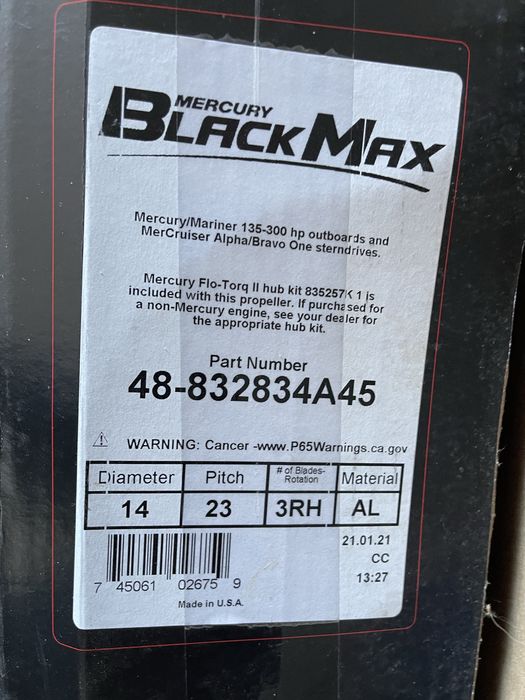 MERCURY
BLACKMAX
Mercury/Mariner 135-300 hp outboards and
MerCruiser Alpha/Bravo One sterndrives.
Mercury Flo-Torq II hub kit 835257K 1 is
included with this propeller. If purchased for
a non-Mercury engine, see your dealer for
the appropriate hub kit.
Part Number
48-832834A45
WARNING: Cancer -www.P65Warnings.ca.gov
Diameter Pitch # of Blades- Rotation Material
14 23 3RH AL
21.01.21
CC
13:27
7 45061 02675 9
Made in U.S.A.